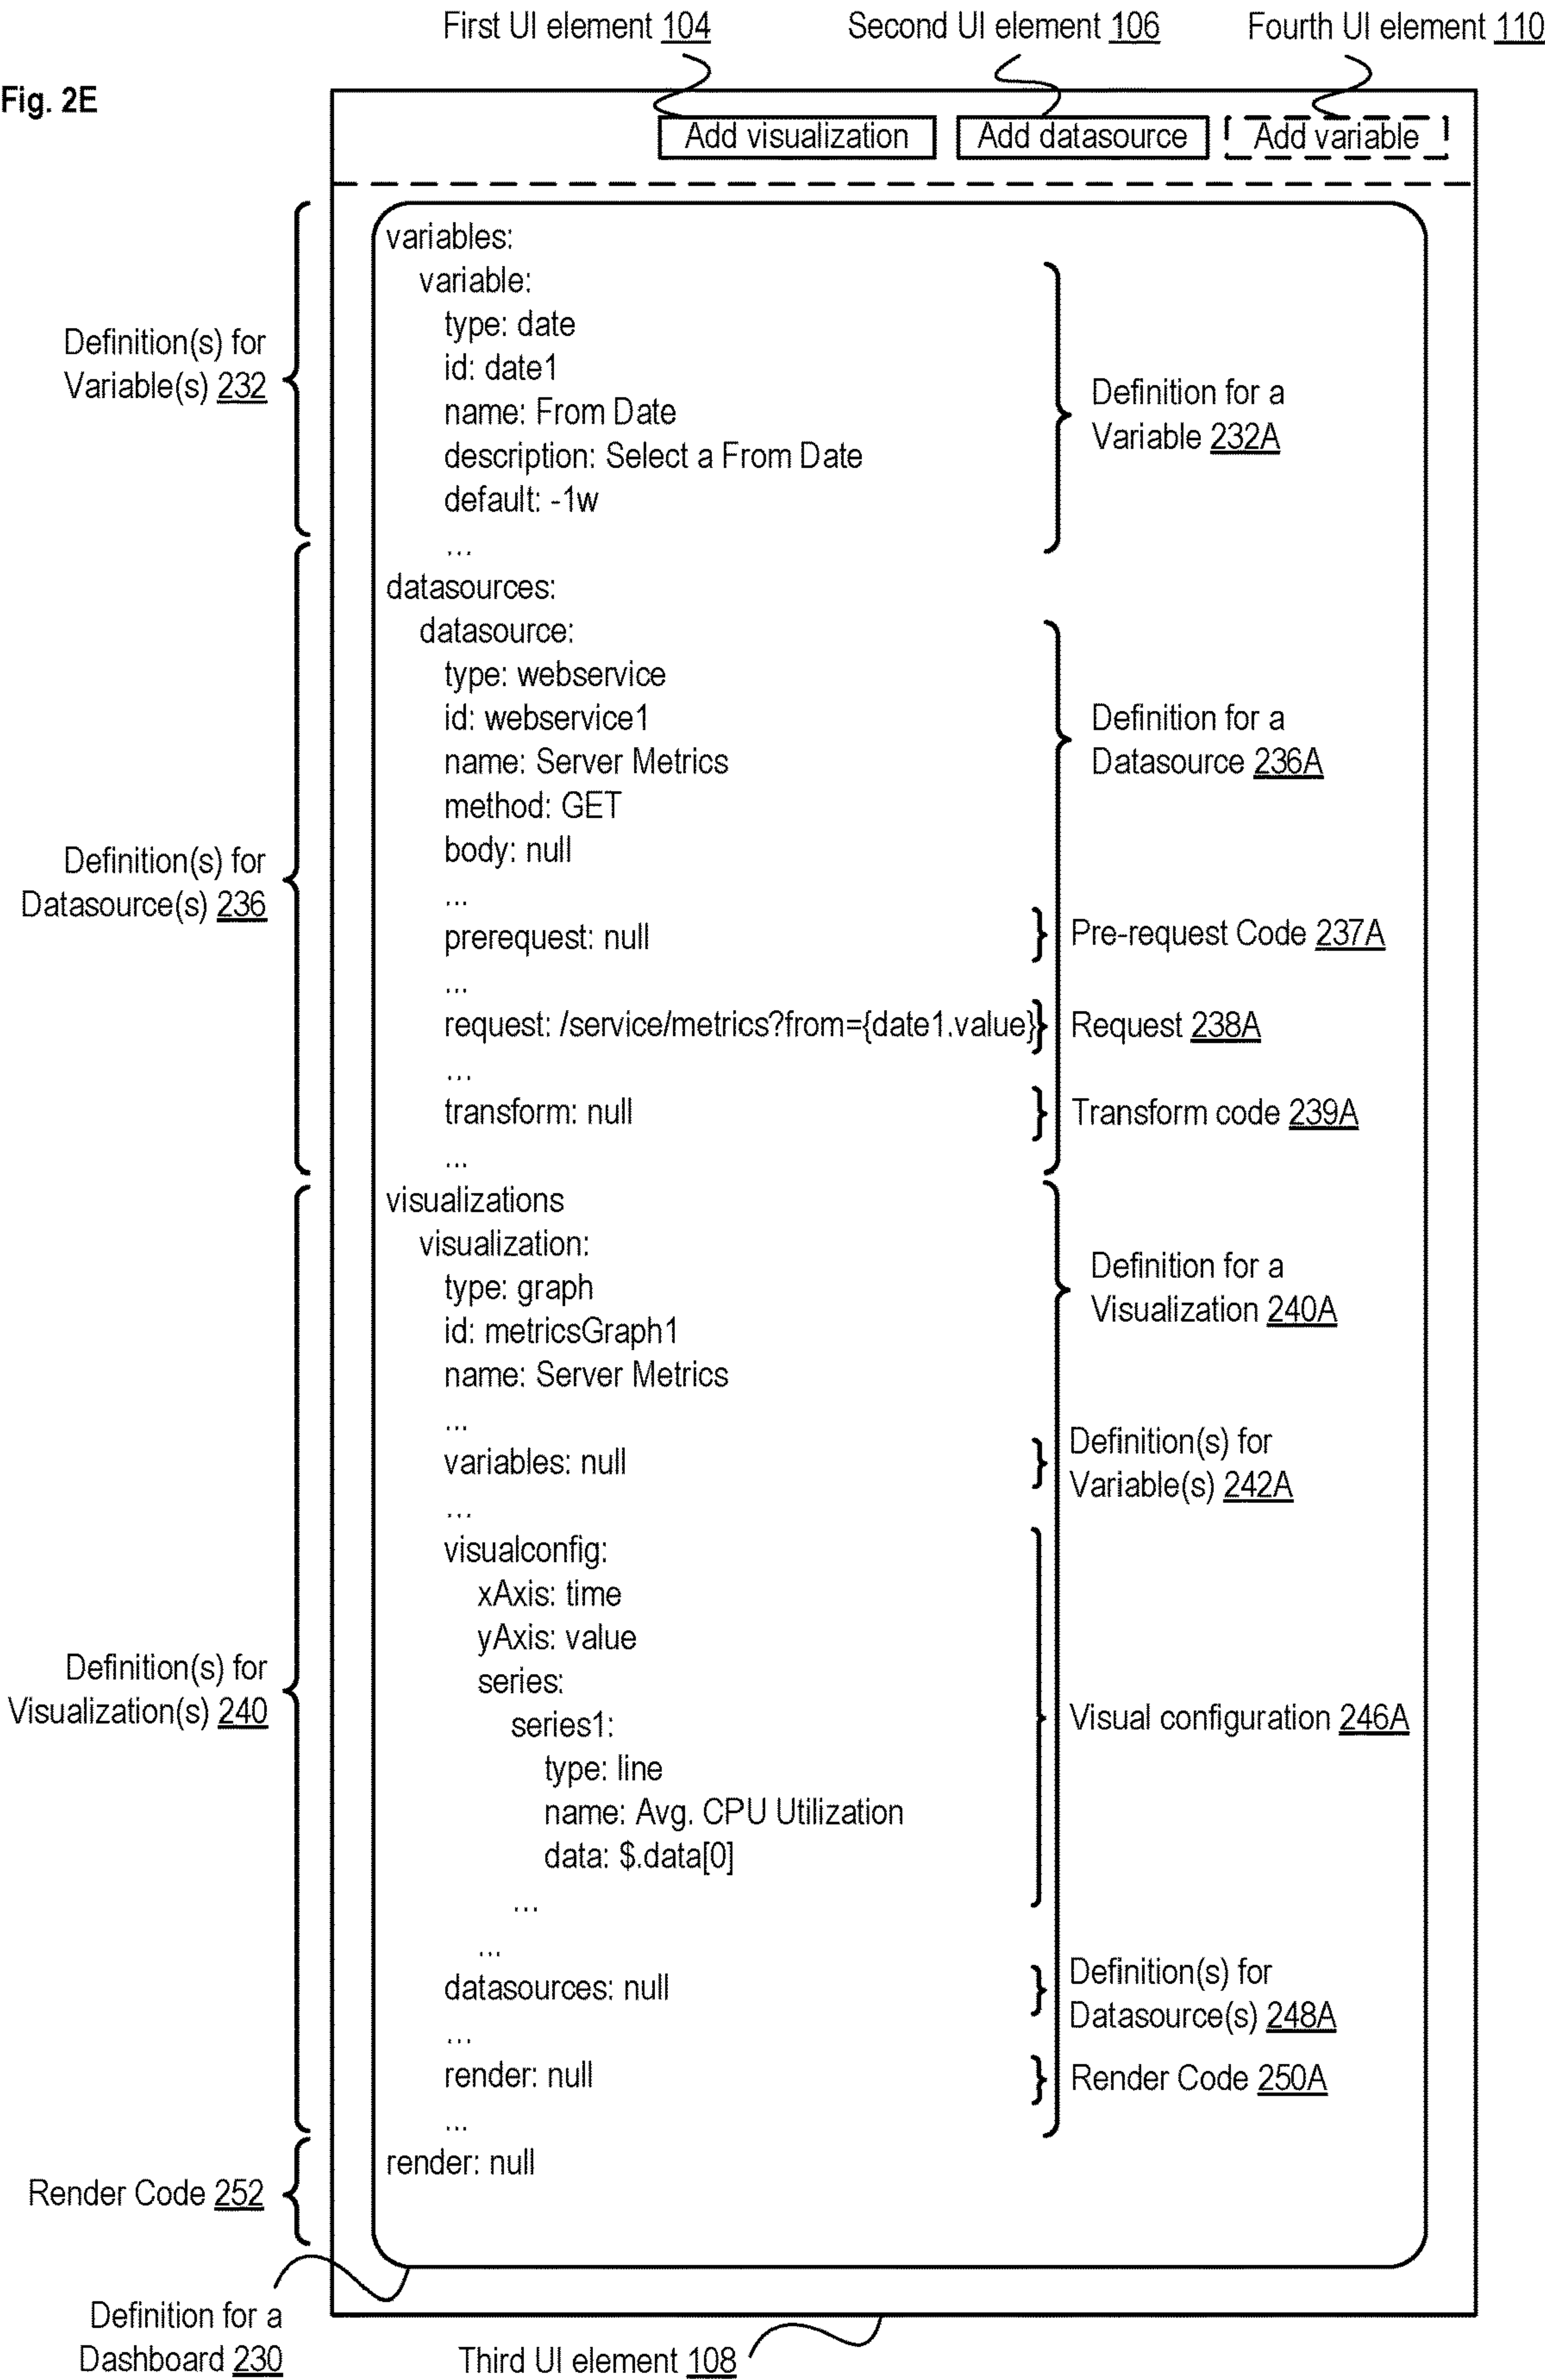 First UI element 104
Second UI element 106
Fourth UI element 110
Fig. 2E
Add visualization
Add datasource
Add variable
variables:
variable:
type: date
id: date1
name: From Date
description: Select a From Date
default: -1w
...
Definition(s) for
Variable(s) 232
Definition for a
Variable 232A
datasources:
datasource:
type: webservice
id: webservice1
name: Server Metrics
method: GET
body: null
...
prerequest: null
...
request: /service/metrics?from={date1.value}
...
transform: null
...
Definition(s) for
Datasource(s) 236
Definition for a
Datasource 236A
Pre-request Code 237A
Request 238A
Transform code 239A
visualizations
visualization:
type: graph
id: metricsGraph1
name: Server Metrics
...
variables: null
...
visualconfig:
xAxis: time
yAxis: value
series:
series1:
type: line
name: Avg. CPU Utilization
data: $.data[0]
...
...
datasources: null
...
render: null
...
Definition(s) for
Visualization(s) 240
Definition for a
Visualization 240A
Definition(s) for
Variable(s) 242A
Visual configuration 246A
Definition(s) for
Datasource(s) 248A
Render Code 250A
render: null
Render Code 252
Definition for a
Dashboard 230
Third UI element 108